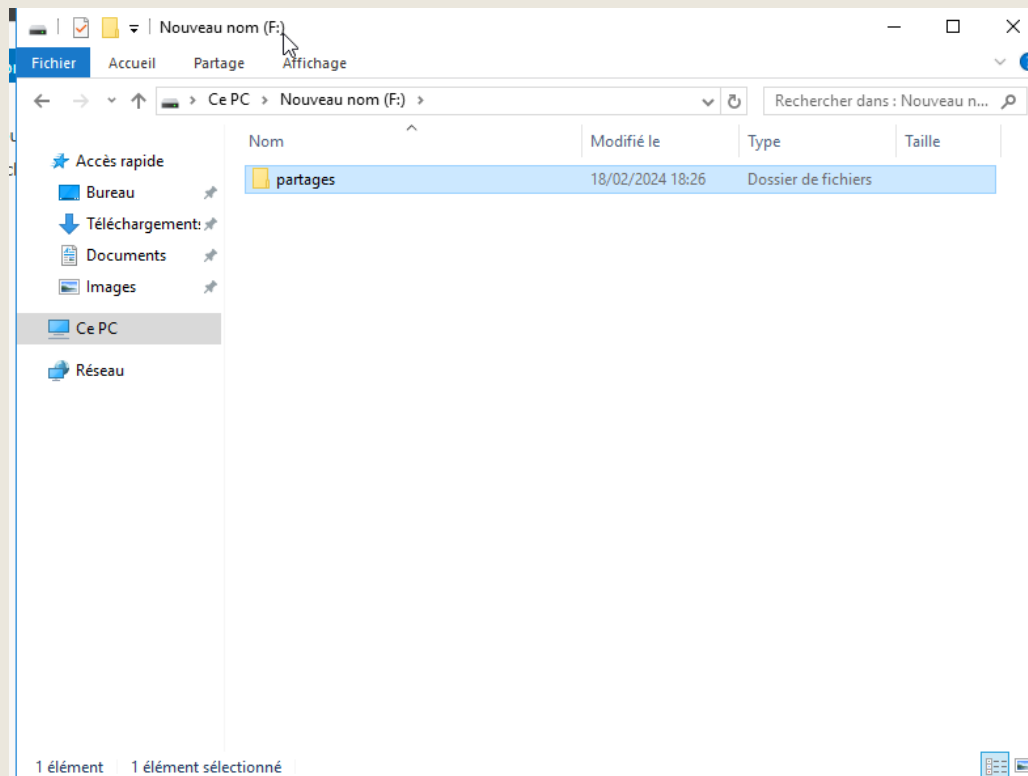 Nouveau nom (F:)
Fichier Accueil Partage Affichage
Ce PC > Nouveau nom (F:) > Rechercher dans : Nouveau n...
Nom Modifié le Type Taille
Accès rapide
partages 18/02/2024 18:26 Dossier de fichiers
Bureau
Téléchargements
Documents
Images
Ce PC
Réseau
1 élément 1 élément sélectionné